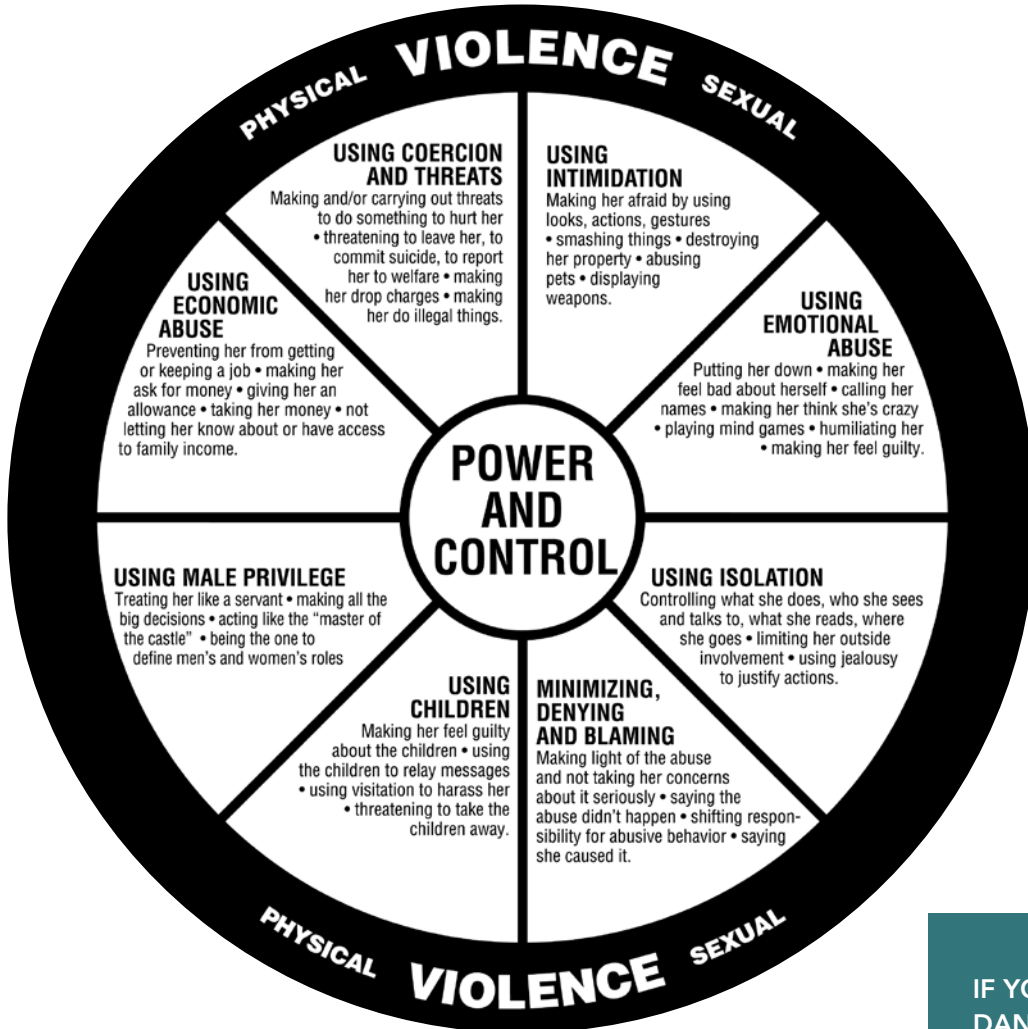 PHYSICAL VIOLENCE SEXUAL
USING COERCION
AND THREATS
Making and/or carrying out threats
to do something to hurt her
• threatening to leave her, to
commit suicide, to report
her to welfare • making
her drop charges • making
her do illegal things.
USING
INTIMIDATION
Making her afraid by using
looks, actions, gestures
• smashing things • destroying
her property • abusing
pets • displaying
weapons.
USING
ECONOMIC
ABUSE
Preventing her from getting
or keeping a job • making her
ask for money • giving her an
allowance • taking her money • not
letting her know about or have access
to family income.
USING
EMOTIONAL
ABUSE
Putting her down • making her
feel bad about herself • calling her
names • making her think she's crazy
• playing mind games • humiliating her
• making her feel guilty.
POWER
AND
CONTROL
USING MALE PRIVILEGE
Treating her like a servant • making all the
big decisions • acting like the “master of
the castle” • being the one to
define men's and women's roles
USING ISOLATION
Controlling what she does, who she sees
and talks to, what she reads, where
she goes • limiting her outside
involvement • using jealousy
to justify actions.
USING
CHILDREN
Making her feel guilty
about the children • using
the children to relay messages
• using visitation to harass her
• threatening to take the
children away.
MINIMIZING,
DENYING
AND BLAMING
Making light of the abuse
and not taking her concerns
about it seriously • saying the
abuse didn't happen • shifting respon-
sibility for abusive behavior • saying
she caused it.
PHYSICAL VIOLENCE SEXUAL
IF
DAN